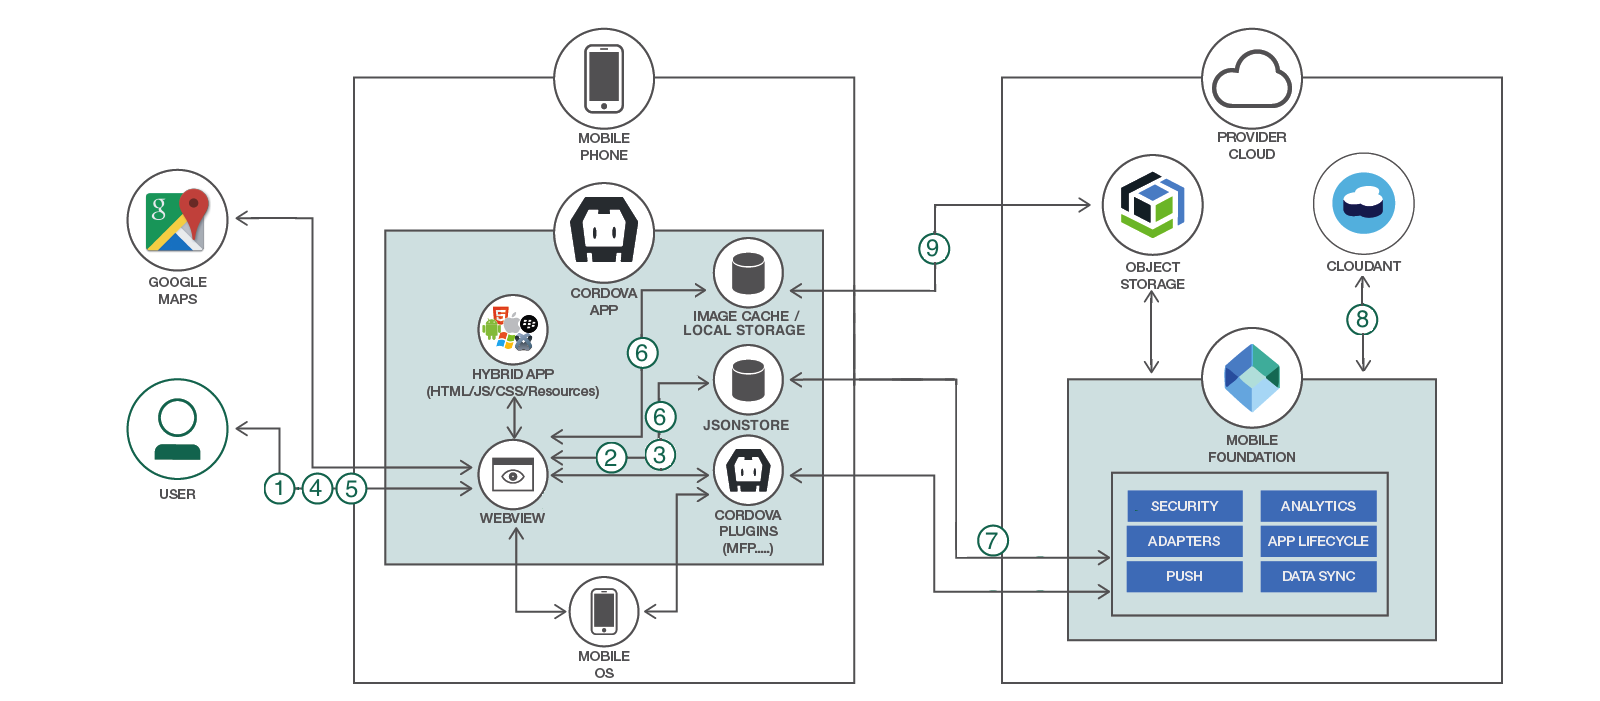 MOBILE
PHONE
PROVIDER
CLOUD
g
GOOGLE
MAPS
CORDOVA
APP
IMAGE CACHE /
LOCAL STORAGE
9
OBJECT
STORAGE
CLOUDANT
5
HYBRID APP
(HTML/JS/CSS/Resources)
6
8
JSONSTORE
6
USER
1
4
5
2
3
WEBVIEW
CORDOVA
PLUGINS
(MFP.....)
MOBILE
FOUNDATION
SECURITY
ANALYTICS
ADAPTERS
APP LIFECYCLE
PUSH
DATA SYNC
7
MOBILE
OS